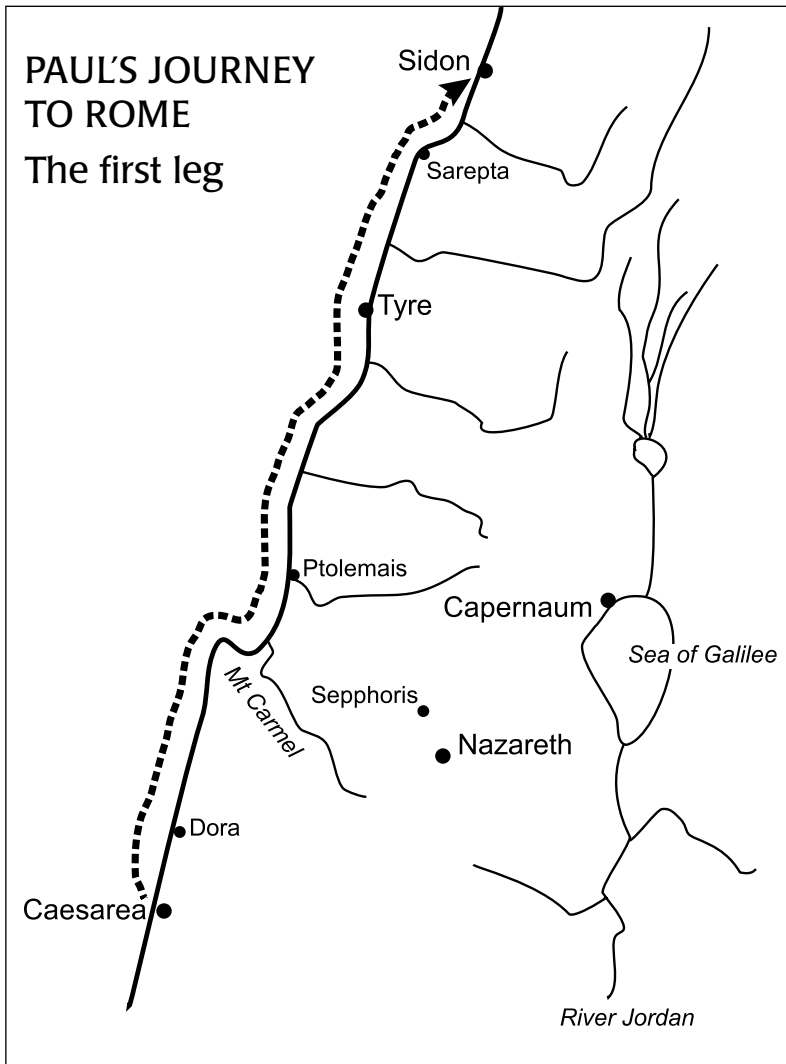 PAUL'S JOURNEY
TO ROME
The first leg
Sidon
Sarepta
Tyre
Ptolemais
Capernaum
Sea of Galilee
Mt Carmel
Sepphoris
Nazareth
Dora
Caesarea
River Jordan